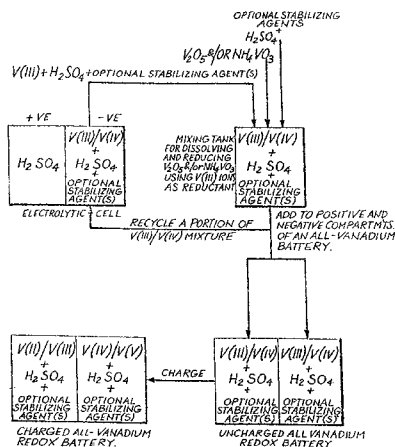 OPTIONAL STABILIZING
AGENTS
+
H2SO4
V2O5&/OR NH4VO3
V(III)+H2SO4+OPTIONAL STABILIZING AGENT(S)
+VE
-VE
H2SO4
V(III)/V(IV)
+
H2SO4
+
OPTIONAL
STABILIZING
AGENT(S)
ELECTROLYTIC CELL
MIXING TANK
FOR DISSOLVING
AND REDUCING
V2O5&/OR NH4VO3
USING V(III) IONS
AS REDUCTANT
V(III)/V(IV)
+
H2SO4
+
OPTIONAL
STABILIZING
AGENT(S)
RECYCLE A PORTION OF
V(III)/V(IV) MIXTURE
ADD TO POSITIVE AND
NEGATIVE COMPARTMTS.
OF AN ALL-VANADIUM
BATTERY.
V(II)/V(III)
+
H2SO4
+
OPTIONAL
STABILIZING
AGENT(S)
V(IV)/V(V)
+
H2SO4
+
OPTIONAL
STABILIZING
AGENT(S)
CHARGED ALL-VANADIUM
REDOX BATTERY.
CHARGE
V(III)/V(IV)
+
H2SO4
+
OPTIONAL
STABILIZING
AGENT(S)
V(III)/V(IV)
+
H2SO4
+
OPTIONAL
STABILIZING
AGENT(S)
UNCHARGED ALL VANADIUM
REDOX BATTERY